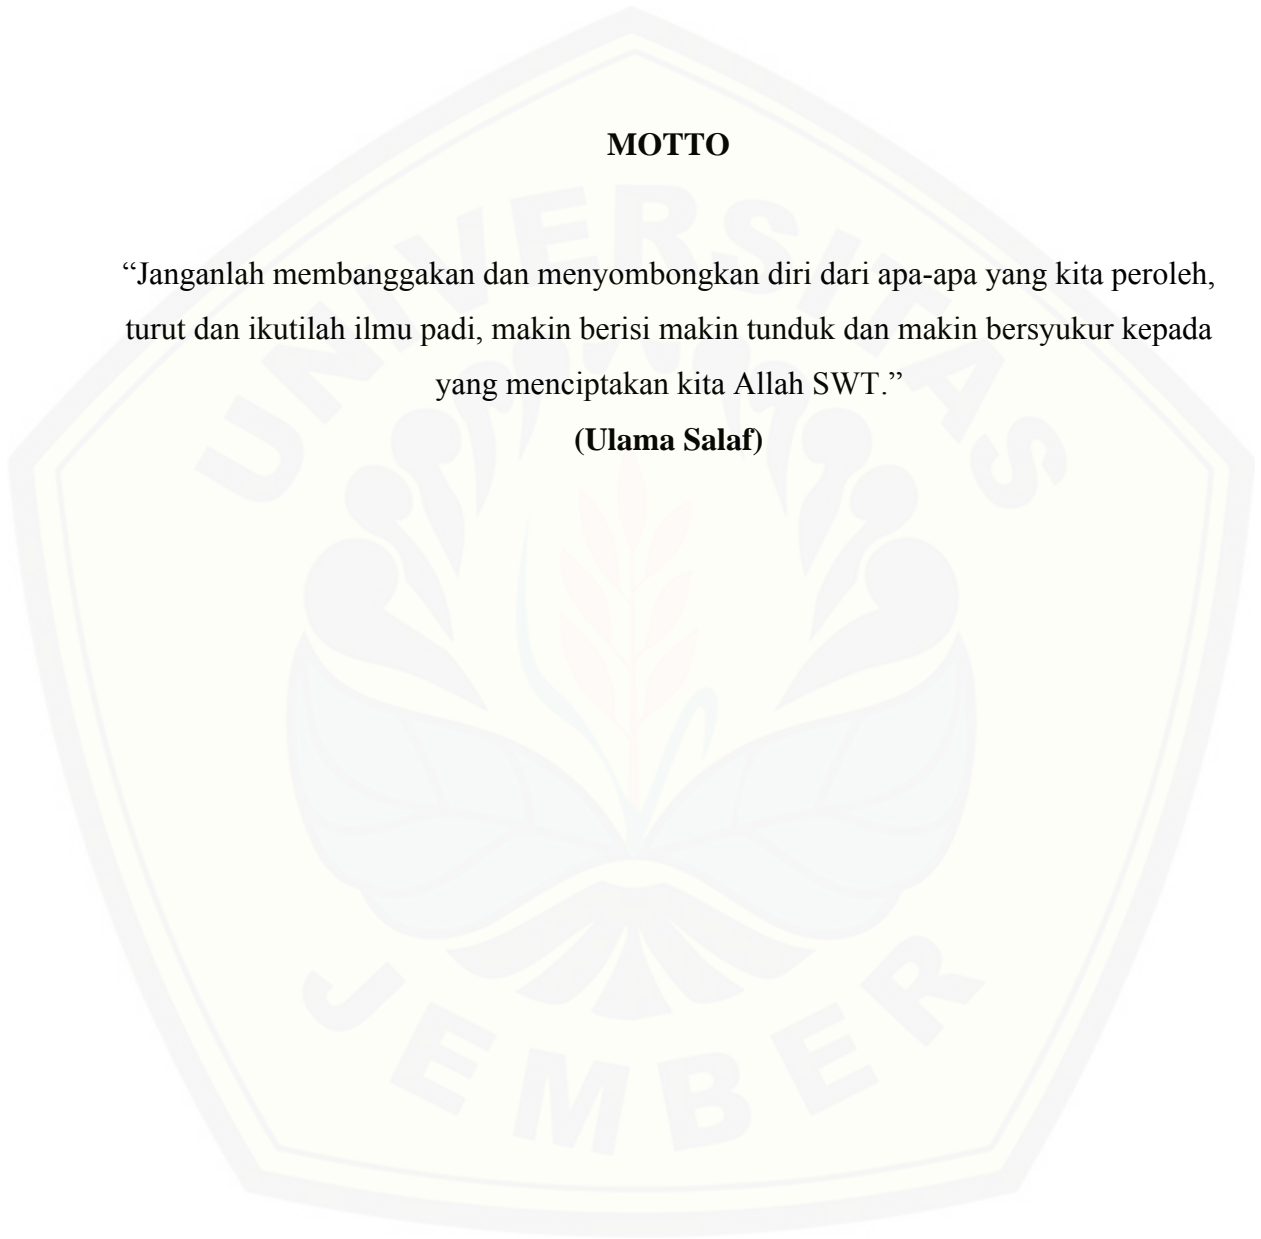 MOTTO
“Janganlah membanggakan dan menyombongkan diri dari apa-apa yang kita peroleh,
turut dan ikutilah ilmu padi, makin berisi makin tunduk dan makin bersyukur kepada
yang menciptakan kita Allah SWT.”
(Ulama Salaf)
UNIVERSITAS
JEMBER